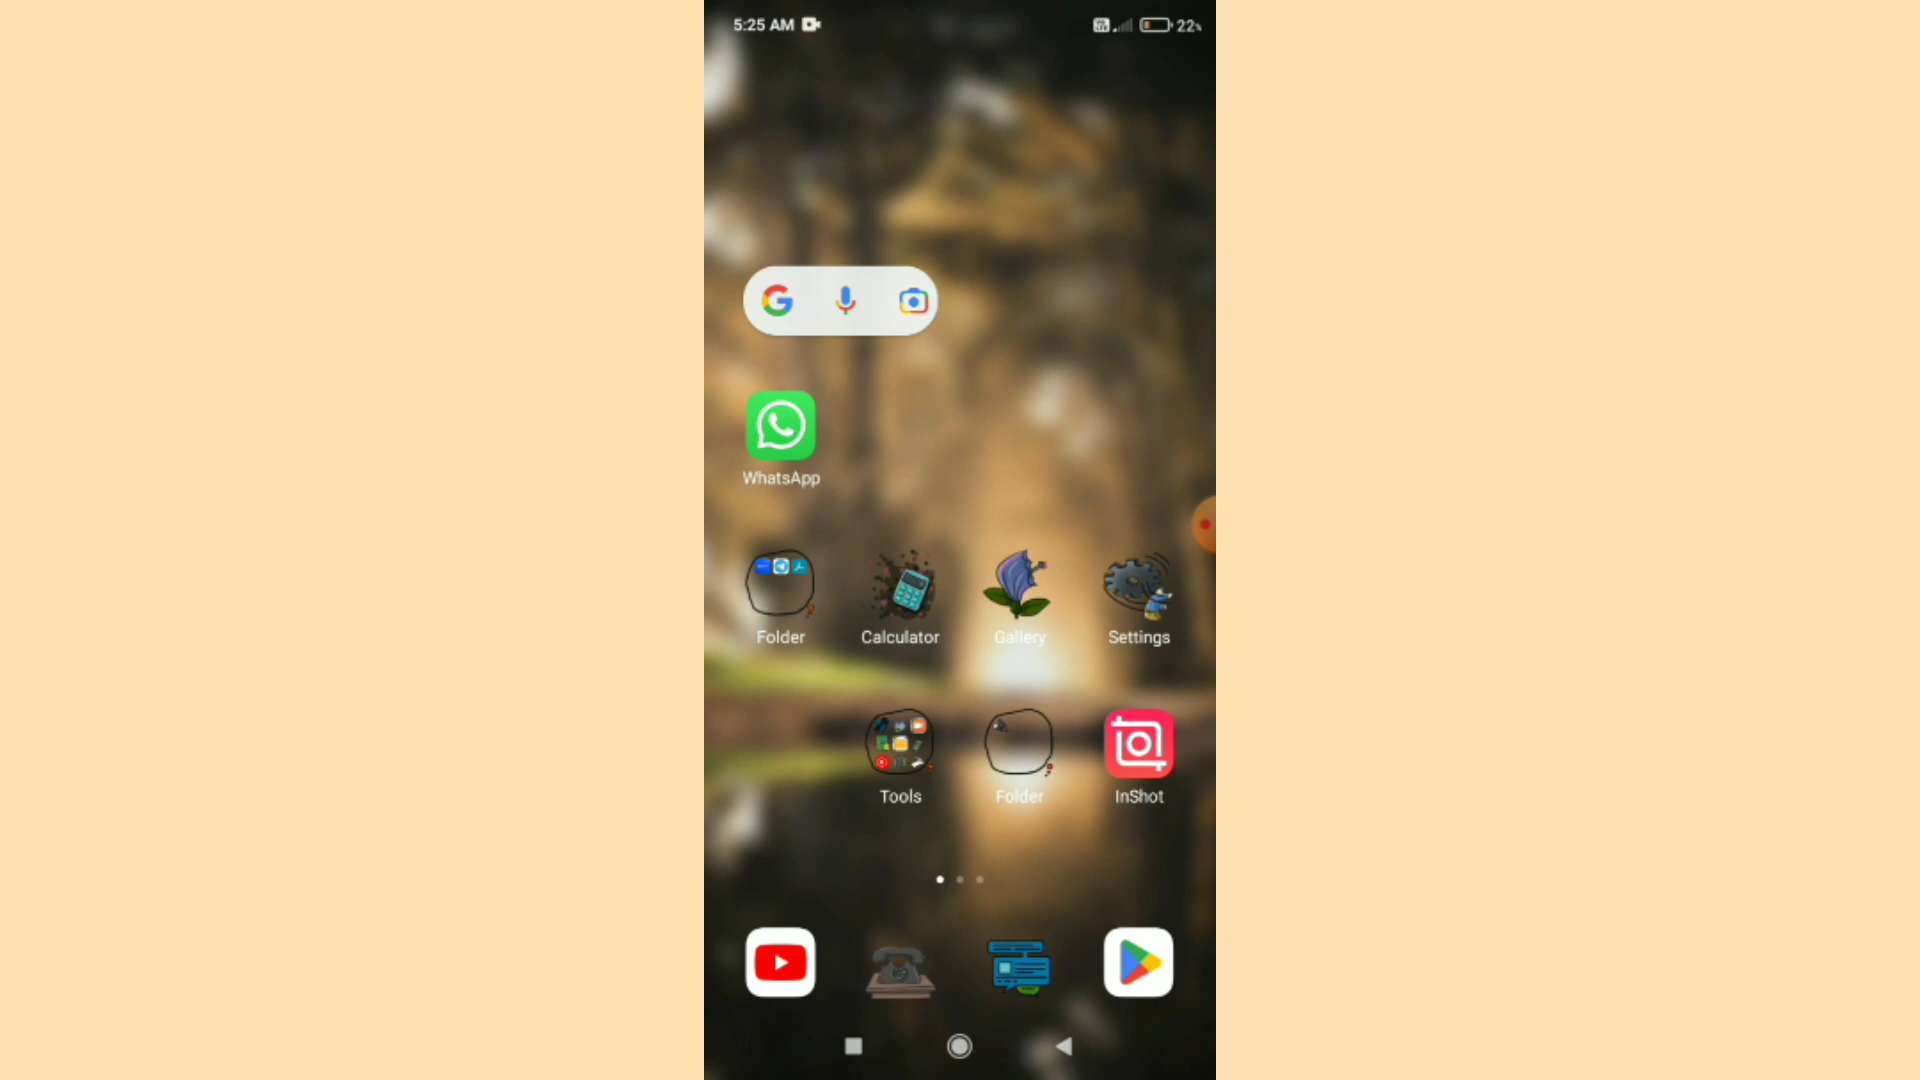 5:25 AM
22%
WhatsApp
Folder
Calculator
Gallery
Settings
Tools
Folder
InShot